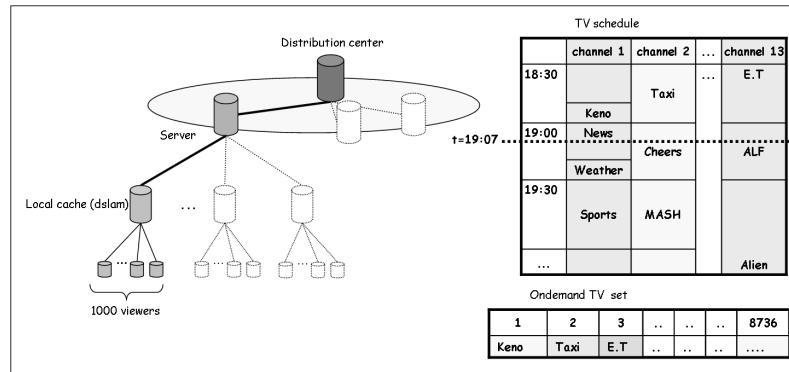 Distribution center
Server
Local cache (dslam)
...
...
...
...
1000 viewers
TV schedule
channel 1 channel 2 ... channel 13
18:30 Taxi ... E.T
Keno
t=19:07
19:00 News Cheers ALF
Weather
19:30 Sports MASH
... Alien
Ondemand TV set
1 2 3 .. .. .. 8736
Keno Taxi E.T .. .. .. ....